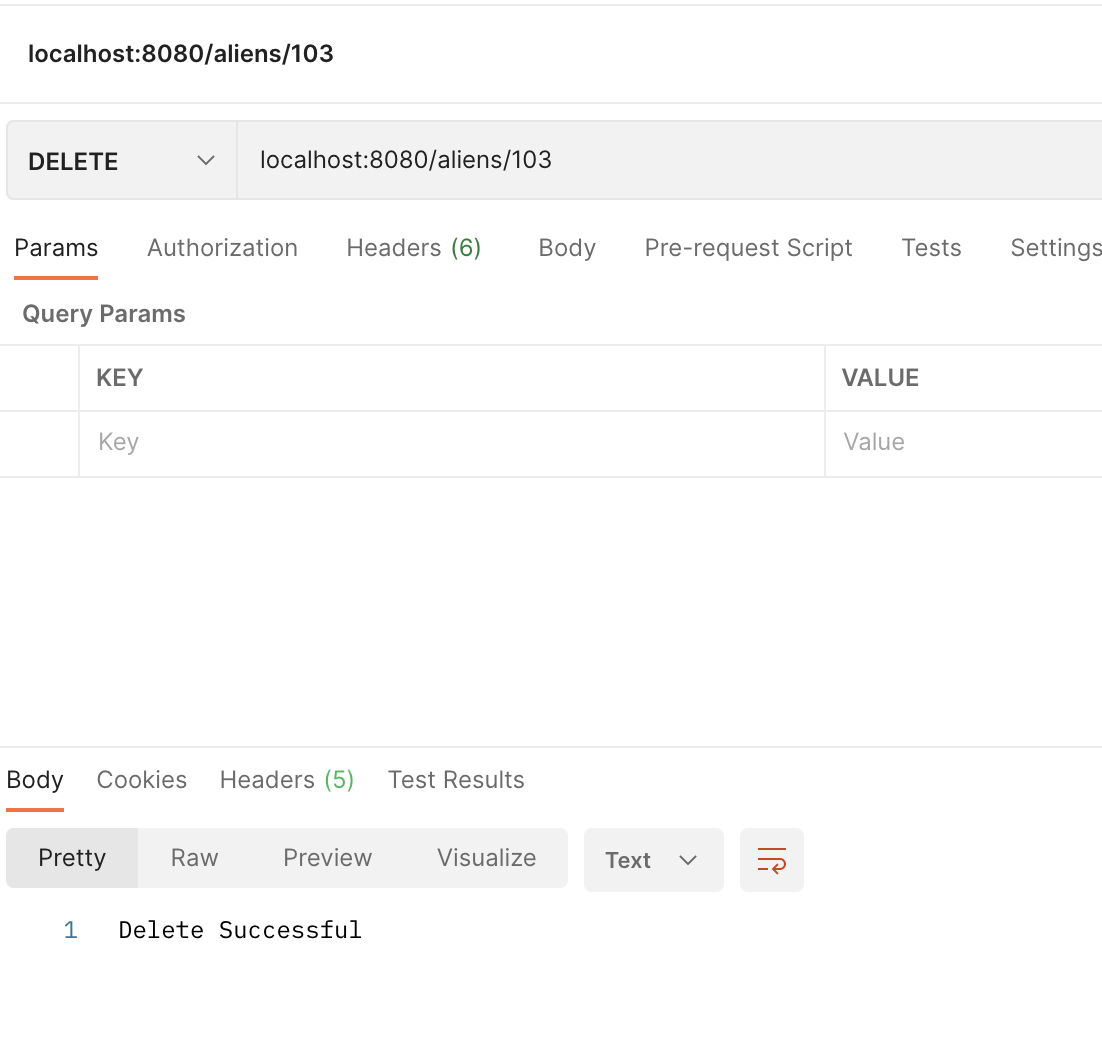 localhost:8080/aliens/103
DELETE localhost:8080/aliens/103
Params Authorization Headers (6) Body Pre-request Script Tests Settings
Query Params
KEY VALUE
Key Value
Body Cookies Headers (5) Test Results
Pretty Raw Preview Visualize Text
1 Delete Successful